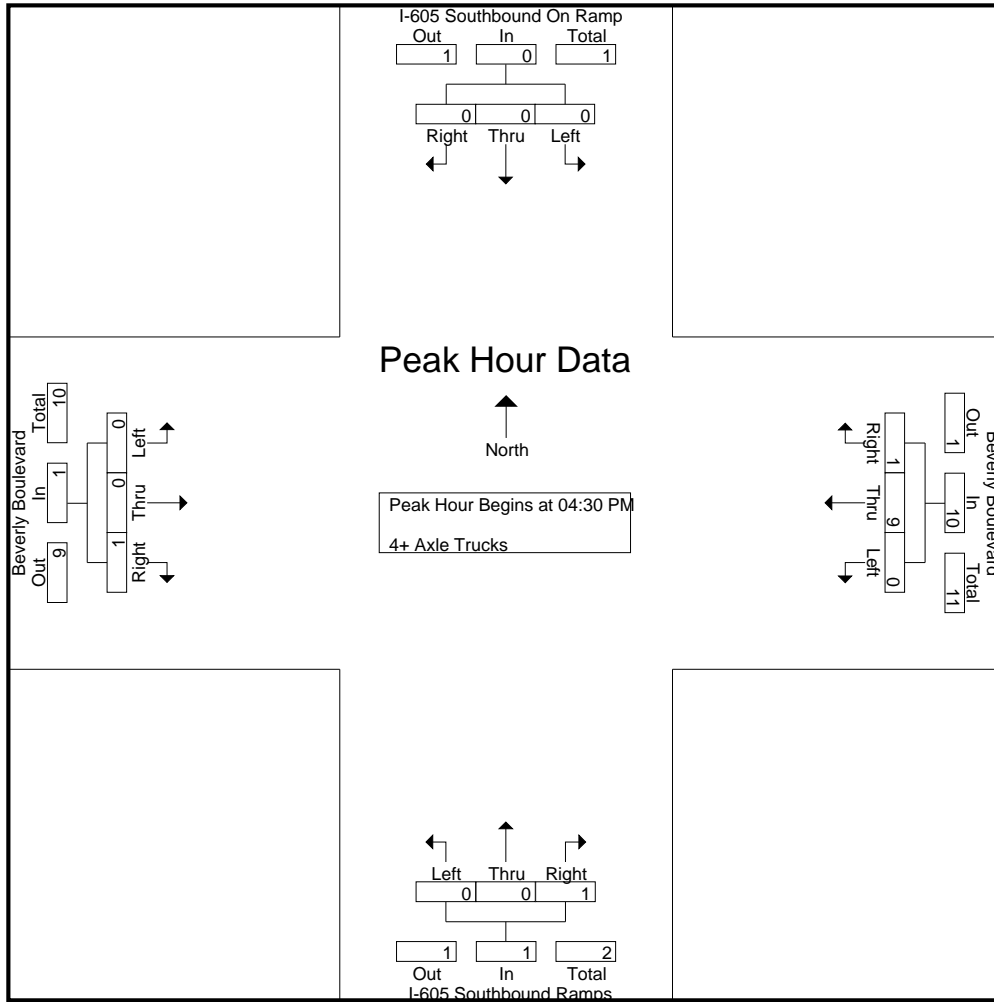 I-605 Southbound On Ramp
Out In Total
1 0 1
0 0 0
Right Thru Left
Peak Hour Data
North
Peak Hour Begins at 04:30 PM
4+ Axle Trucks
Beverly Boulevard
Total In Out
10 1 9
0 0 1
Left Thru Right
Right Thru Left
1 9 0
Out In Total
1 10 11
Beverly Boulevard
Left Thru Right
0 0 1
1 1 2
Out In Total
I-605 Southbound Ramps